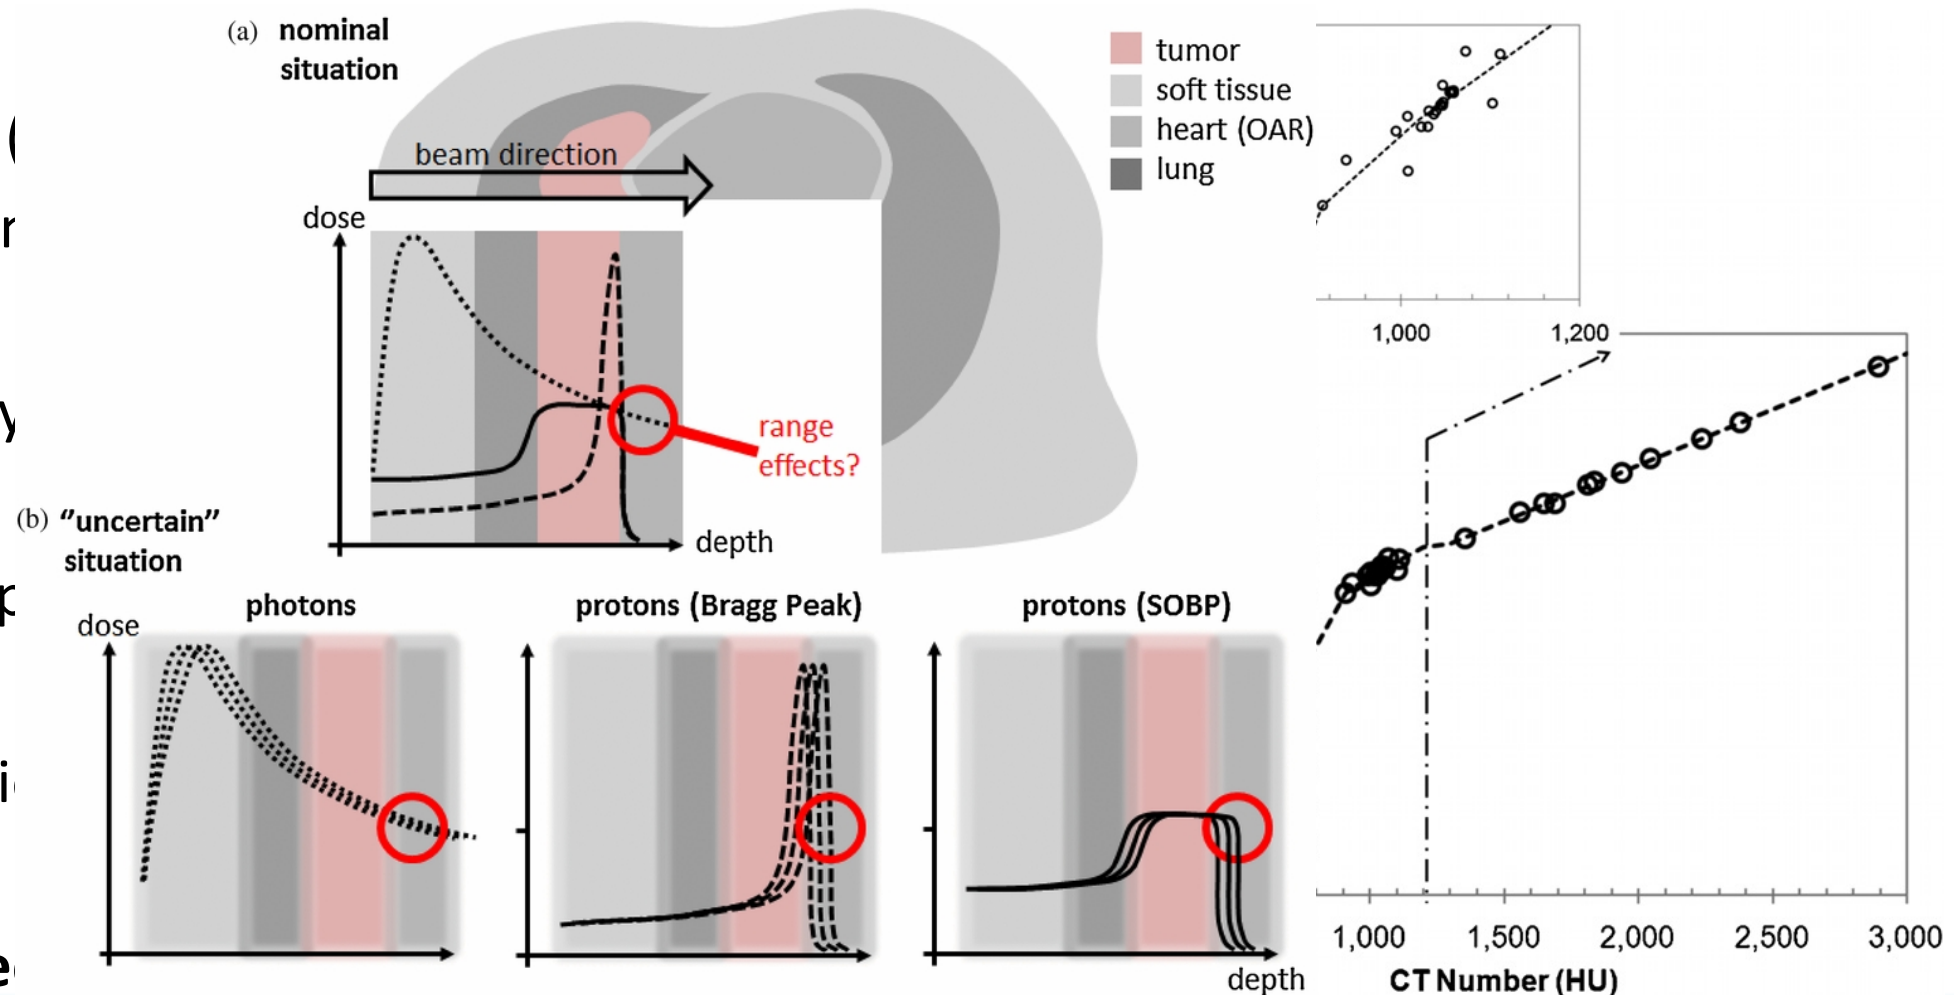 (a) nominal
situation
tumor
soft tissue
heart (OAR)
lung
beam direction
dose
range
effects?
depth
(b) ‘’uncertain’’
situation
photons
protons (Bragg Peak)
protons (SOBP)
dose
depth
1,000 1,200
1,000 1,500 2,000 2,500 3,000
CT Number (HU)